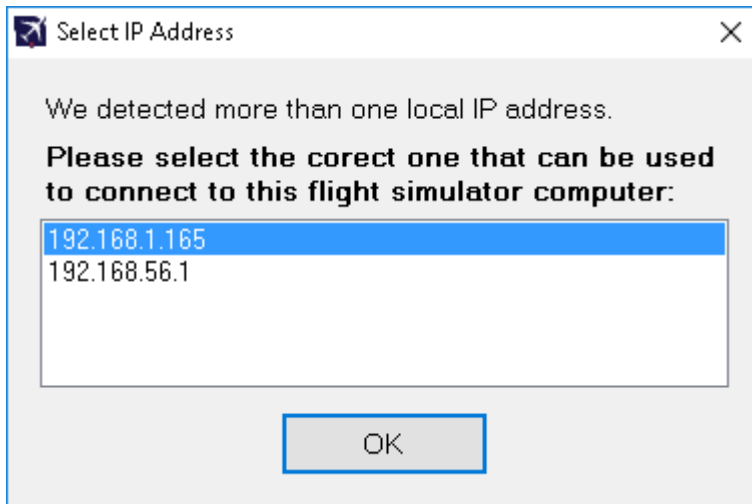 Select IP Address
We detected more than one local IP address.
Please select the corect one that can be used
to connect to this flight simulator computer:
192.168.1.165
192.168.56.1
OK